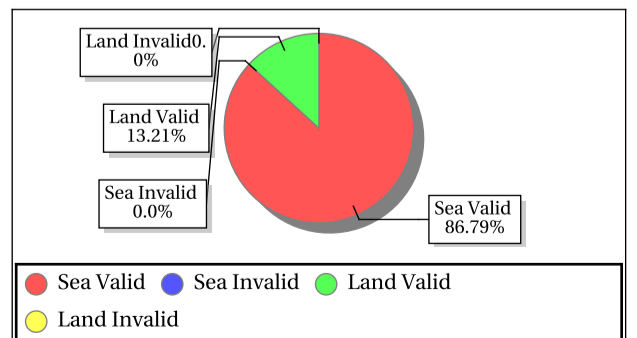 Land Invalid0.
0%
Land Valid
13.21%
Sea Invalid
0.0%
Sea Valid
86.79%
Sea Valid Sea Invalid Land Valid
Land Invalid